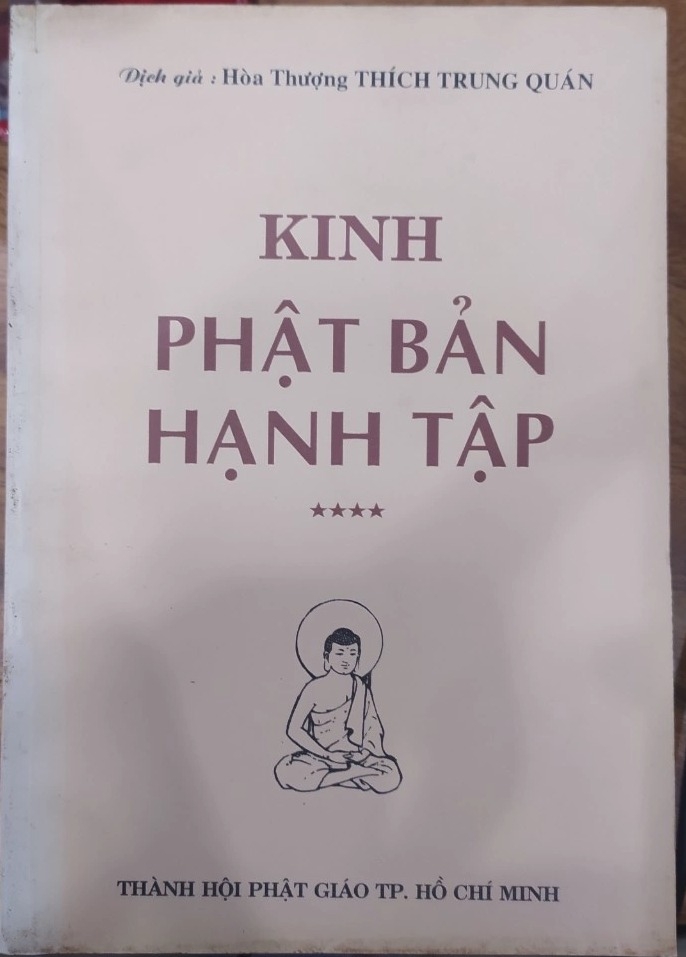 Dịch giả : Hòa Thượng THÍCH TRUNG QUÁN
KINH
PHẬT BẢN
HẠNH TẬP
★★★★
THÀNH HỘI PHẬT GIÁO TP. HỒ CHÍ MINH